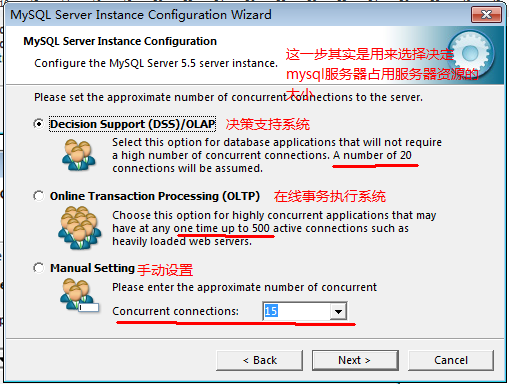 MySQL Server Instance Configuration Wizard
MySQL Server Instance Configuration
Configure the MySQL Server 5.5 server instance.
这一步其实是用来选择决定
mysql服务器占用服务器资源的
大小
Please set the approximate number of concurrent connections to the server.
Decision Support (DSS)/OLAP 决策支持系统
Select this option for database applications that will not require
a high number of concurrent connections. A number of 20
connections will be assumed.
Online Transaction Processing (OLTP) 在线事务执行系统
Choose this option for highly concurrent applications that may
have at any one time up to 500 active connections such as
heavily loaded web servers.
Manual Setting 手动设置
Please enter the approximate number of concurrent
Concurrent connections: 15
< Back Next > Cancel